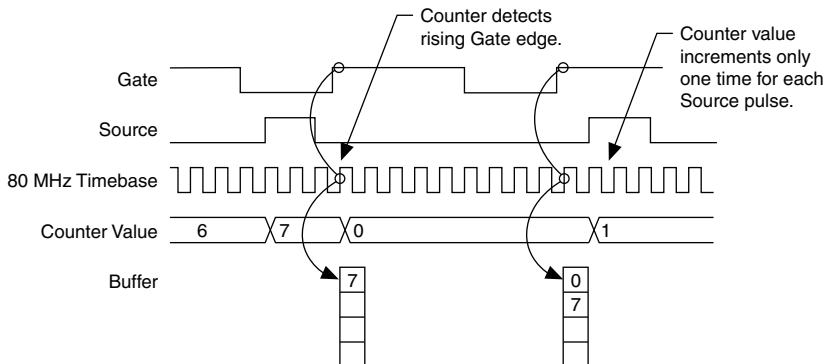 Counter detects
rising Gate edge.
Counter value
increments only
one time for each
Source pulse.
Gate
Source
80 MHz Timebase
Counter Value 6 7 0 1
Buffer 7 0
7